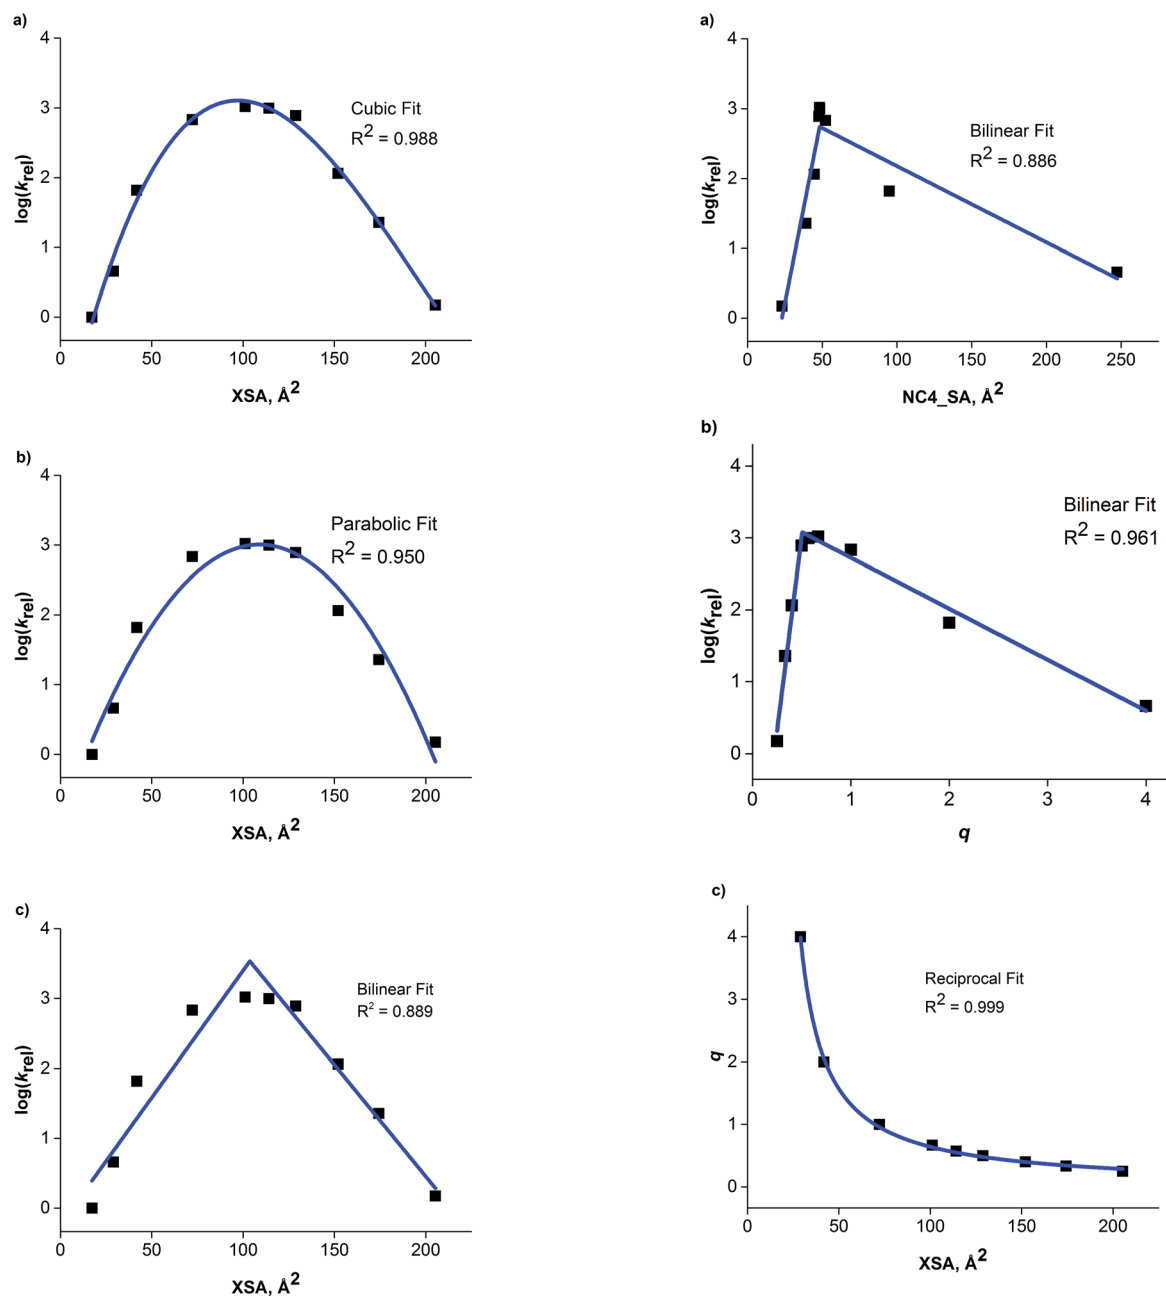 a)
4
3
2
1
0
log(krel)
Cubic Fit
R2 = 0.988
0 50 100 150 200
XSA, Å2
b)
4
3
2
1
0
log(krel)
Parabolic Fit
R2 = 0.950
0 50 100 150 200
XSA, Å2
c)
4
3
2
1
0
log(krel)
Bilinear Fit
R2 = 0.889
0 50 100 150 200
XSA, Å2
a)
4
3
2
1
0
log(krel)
Bilinear Fit
R2 = 0.886
0 50 100 150 200 250
NC4_SA, Å2
b)
4
3
2
1
0
log(krel)
Bilinear Fit
R2 = 0.961
0 1 2 3 4
q
c)
4
3
2
1
0
q
Reciprocal Fit
R2 = 0.999
0 50 100 150 200
XSA, Å2